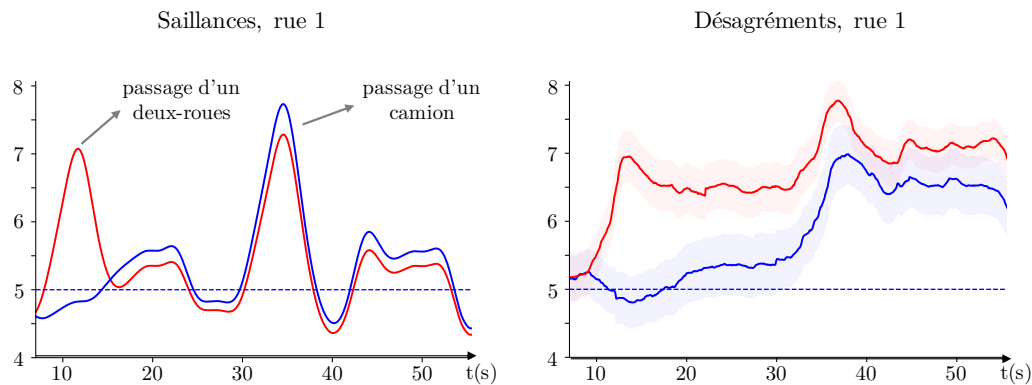 Saillances, rue 1
passage d'un
deux-roues
passage d'un
camion
8
7
6
5
4
10 20 30 40 50 t(s)
Désagréments, rue 1
8
7
6
5
4
10 20 30 40 50 t(s)